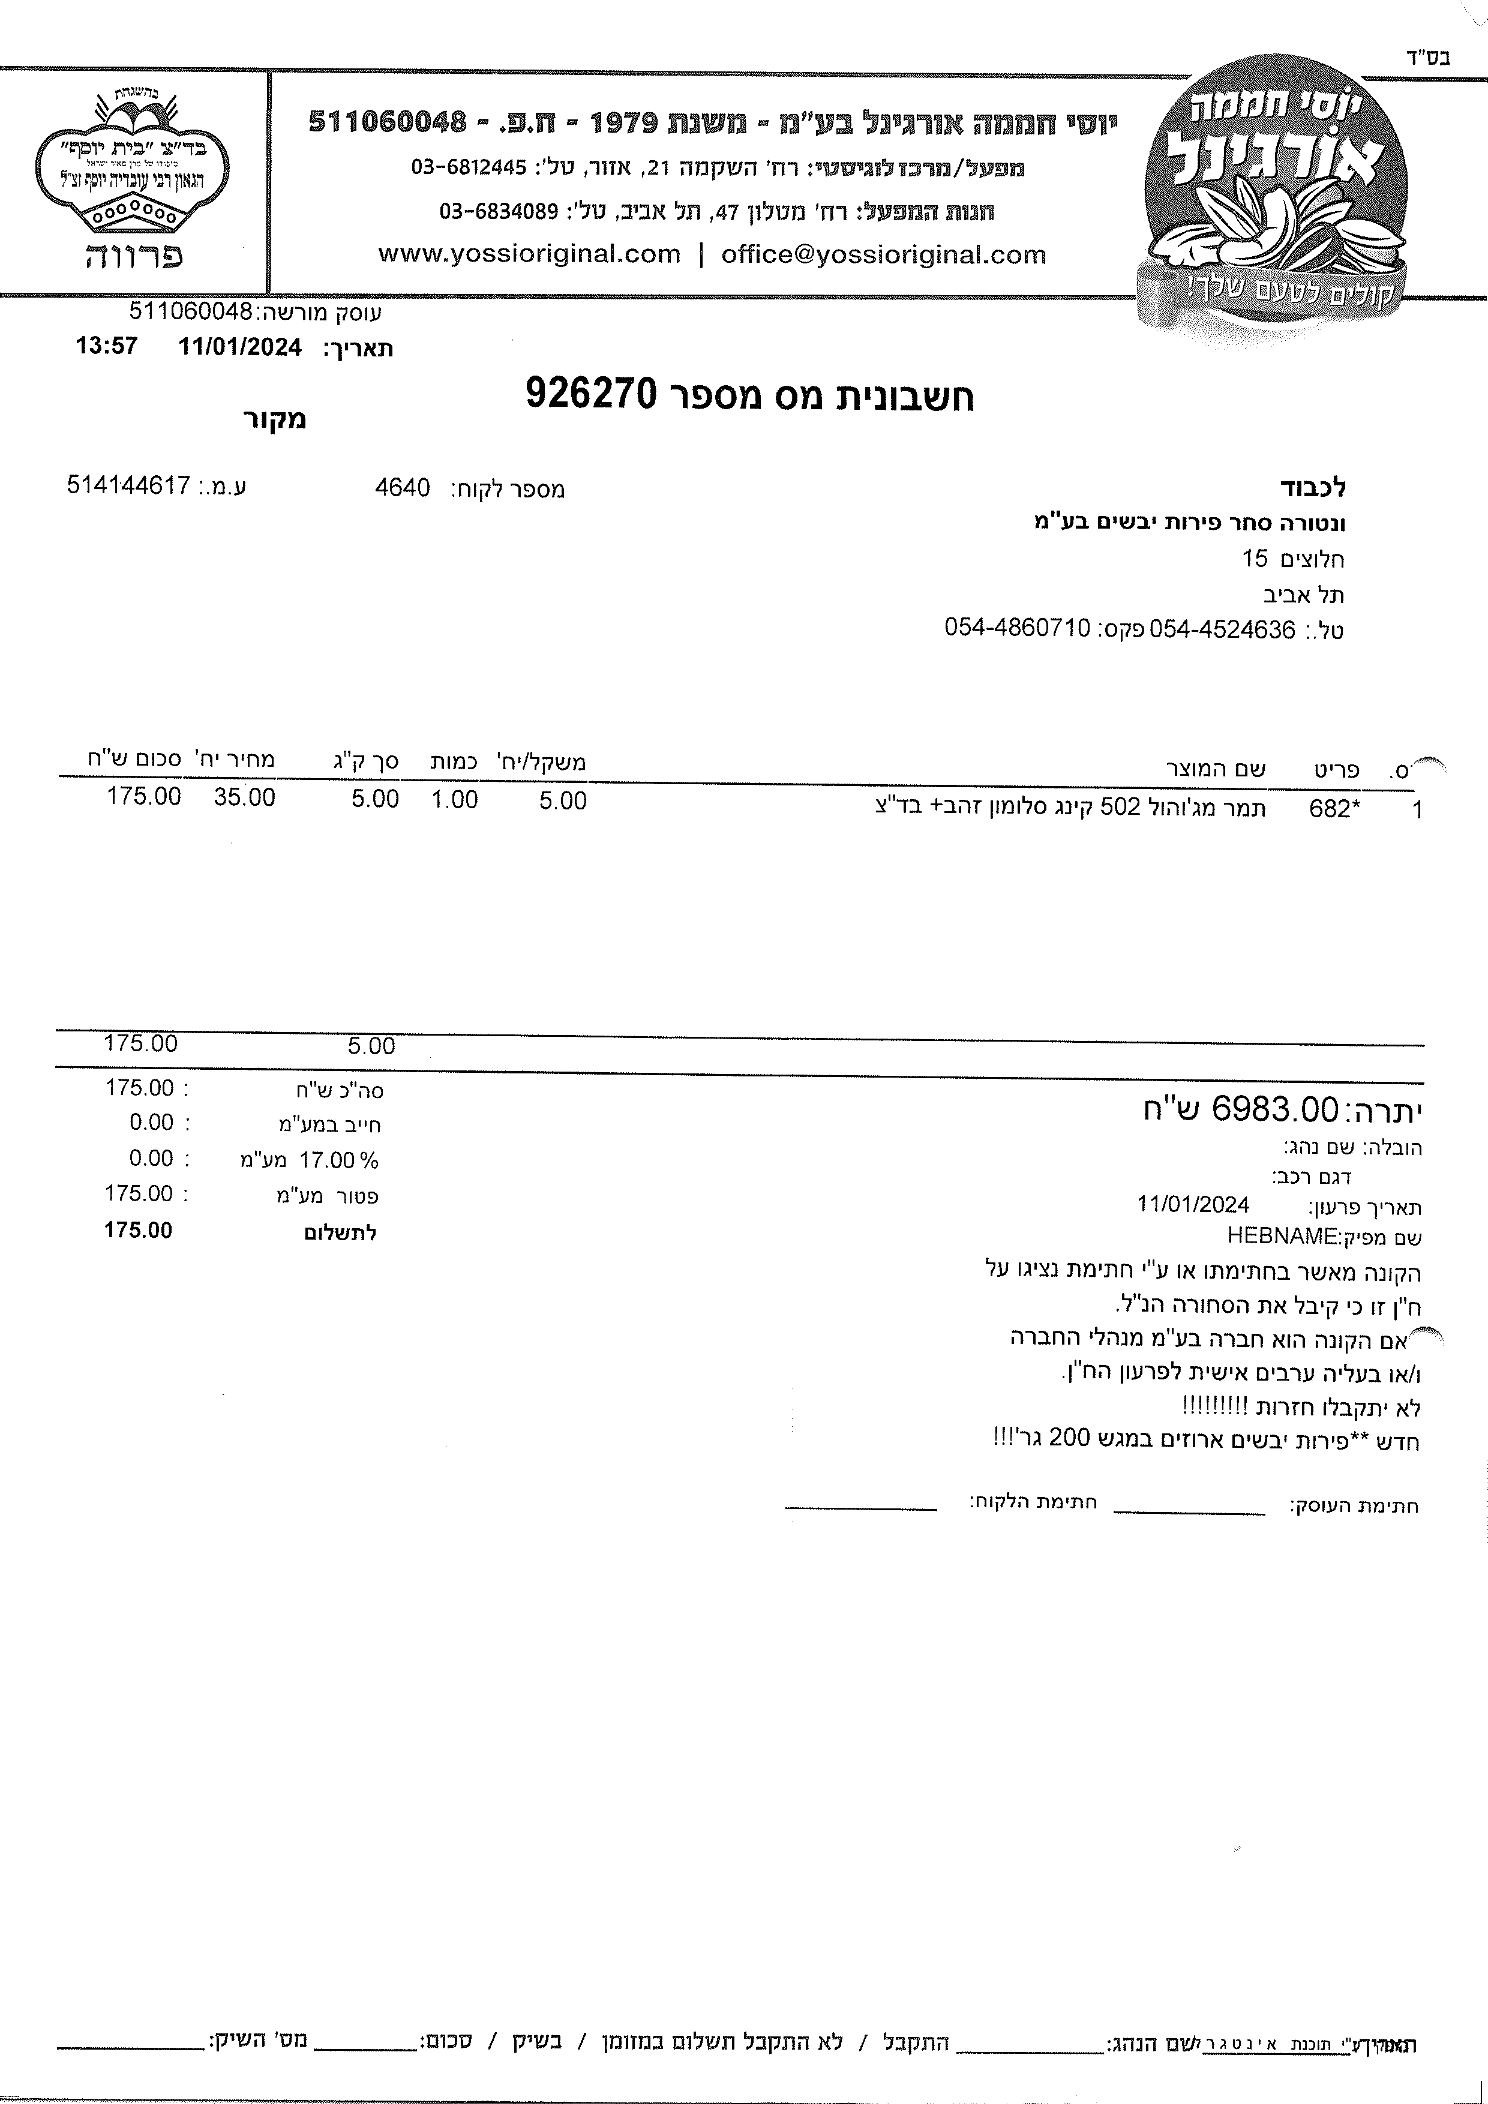 בס"ד
יוסי חממה
אורגינל
קולים לטעם שלך!
יוסי חממה אורגינל בע"מ - משנת 1979 - ח.פ. - 511060048
מפעל/מרכז לוגיסטי: רח' השקמה 21, אזור, טל': 03-6812445
חנות המפעל: רח' מטלון 47, תל אביב, טל': 03-6834089
www.yossioriginal.com | office@yossioriginal.com
בהשגחת
בד"צ "בית יוסף"
הגאון רבי עובדיה יוסף זצ"ל
פרווה
עוסק מורשה:511060048
תאריך: 11/01/2024 13:57
חשבונית מס מספר 926270
מקור
לכבוד
מספר לקוח: 4640 ע.מ.: 514144617
ונטורה סחר פירות יבשים בע"מ
חלוצים 15
תל אביב
טל.: 054-4524636 פקס: 054-4860710
ס. פריט שם המוצר משקל/יח' כמות סך ק"ג מחיר יח' סכום ש"ח
1 *682 תמר מג'והול 502 קינג סלומון זהב+ בד"צ 5.00 1.00 5.00 35.00 175.00
5.00 175.00
סה"כ ש"ח : 175.00
חייב במע"מ : 0.00
17.00% מע"מ : 0.00
פטור מע"מ : 175.00
לתשלום 175.00
יתרה:6983.00 ש"ח
הובלה: שם נהג:
דגם רכב:
תאריך פרעון: 11/01/2024
שם מפיק:HEBNAME
הקונה מאשר בחתימתו או ע"י חתימת נציגו על
ח"ן זו כי קיבל את הסחורה הנ"ל.
אם הקונה הוא חברה בע"מ מנהלי החברה
ו/או בעליה ערבים אישית לפרעון הח"ן.
לא יתקבלו חזרות !!!!!!!!!
חדש **פירות יבשים ארוזים במגש 200 גר'!!!
חתימת העוסק: ____________ חתימת הלקוח: ____________
ע"י תוכנת אינטגרל שם הנהג: ____________ התקבל / לא התקבל תשלום במזומן / בשיק / סכום: ________ מס' השיק: ____________